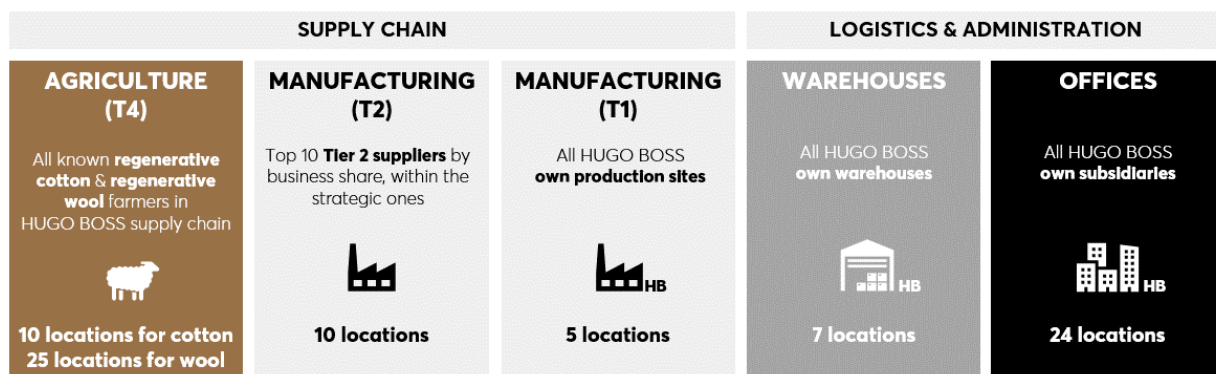 SUPPLY CHAIN
LOGISTICS & ADMINISTRATION
AGRICULTURE
(T4)
All known regenerative
cotton & regenerative
wool farmers in
HUGO BOSS supply chain
10 locations for cotton
25 locations for wool
MANUFACTURING
(T2)
Top 10 Tier 2 suppliers by
business share, within the
strategic ones
10 locations
MANUFACTURING
(T1)
All HUGO BOSS
own production sites
HB
5 locations
WAREHOUSES
All HUGO BOSS
own warehouses
HB
7 locations
OFFICES
All HUGO BOSS
own subsidiaries
HB
24 locations